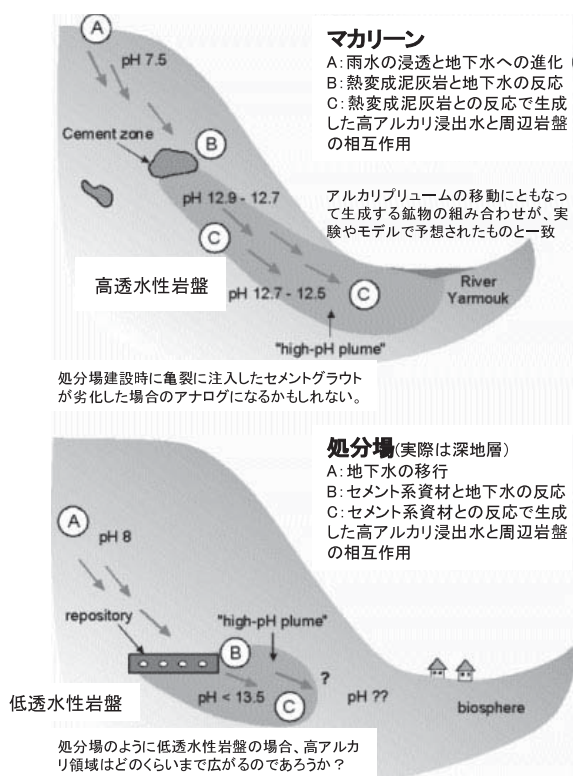 A
pH 7.5
マカリーン
A:雨水の浸透と地下水への進化
B:熱変成泥灰岩と地下水の反応
C:熱変成泥灰岩との反応で生成
した高アルカリ浸出水と周辺岩盤
の相互作用
Cement zone
B
pH 12.9 - 12.7
アルカリプリュームの移動にともなっ
て生成する鉱物の組み合わせが、実
験やモデルで予想されたものと一致
C
高透水性岩盤
pH 12.7 - 12.5
C
River
Yarmouk
"high-pH plume"
処分場建設時に亀裂に注入したセメントグラウト
が劣化した場合のアナログになるかもしれない。
処分場(実際は深地層)
A:地下水の移行
B:セメント系資材と地下水の反応
C:セメント系資材との反応で生成
した高アルカリ浸出水と周辺岩盤
の相互作用
A
pH 8
repository
"high-pH plume"
B
?
pH < 13.5
C
pH ??
biosphere
低透水性岩盤
処分場のように低透水性岩盤の場合、高アルカ
リ領域はどのくらいまで広がるのであろうか?